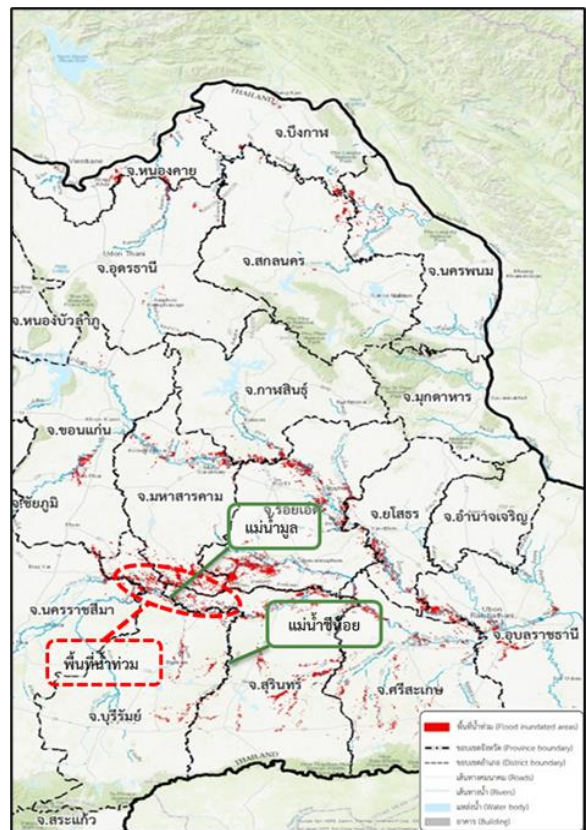 THAILAND
จ.บึงกาฬ
จ.หนองคาย
Udon Thani
จ.อุดรธานี
จ.สกลนคร
จ.นครพนม
จ.หนองบัวลำภู
จ.กาฬสินธุ์
จ.มุกดาหาร
จ.ขอนแก่น
จ.ชัยภูมิ
จ.มหาสารคาม
จ.ร้อยเอ็ด
จ.ยโสธร
จ.อำนาจเจริญ
แม่น้ำมูล
จ.นครราชสีมา
แม่น้ำชีน้อย
จ.อุบลราชธานี
พื้นที่น้ำท่วม
จ.สุรินทร์
จ.ศรีสะเกษ
จ.บุรีรัมย์
THAILAND
จ.สระแก้ว
พื้นที่น้ำท่วม (Flood inundated areas)
ขอบเขตจังหวัด (Province boundary)
ขอบเขตอำเภอ (District boundary)
เส้นทางคมนาคม (Roads)
เส้นทางน้ำ (Rivers)
แหล่งน้ำ (Water body)
อาคาร (Building)